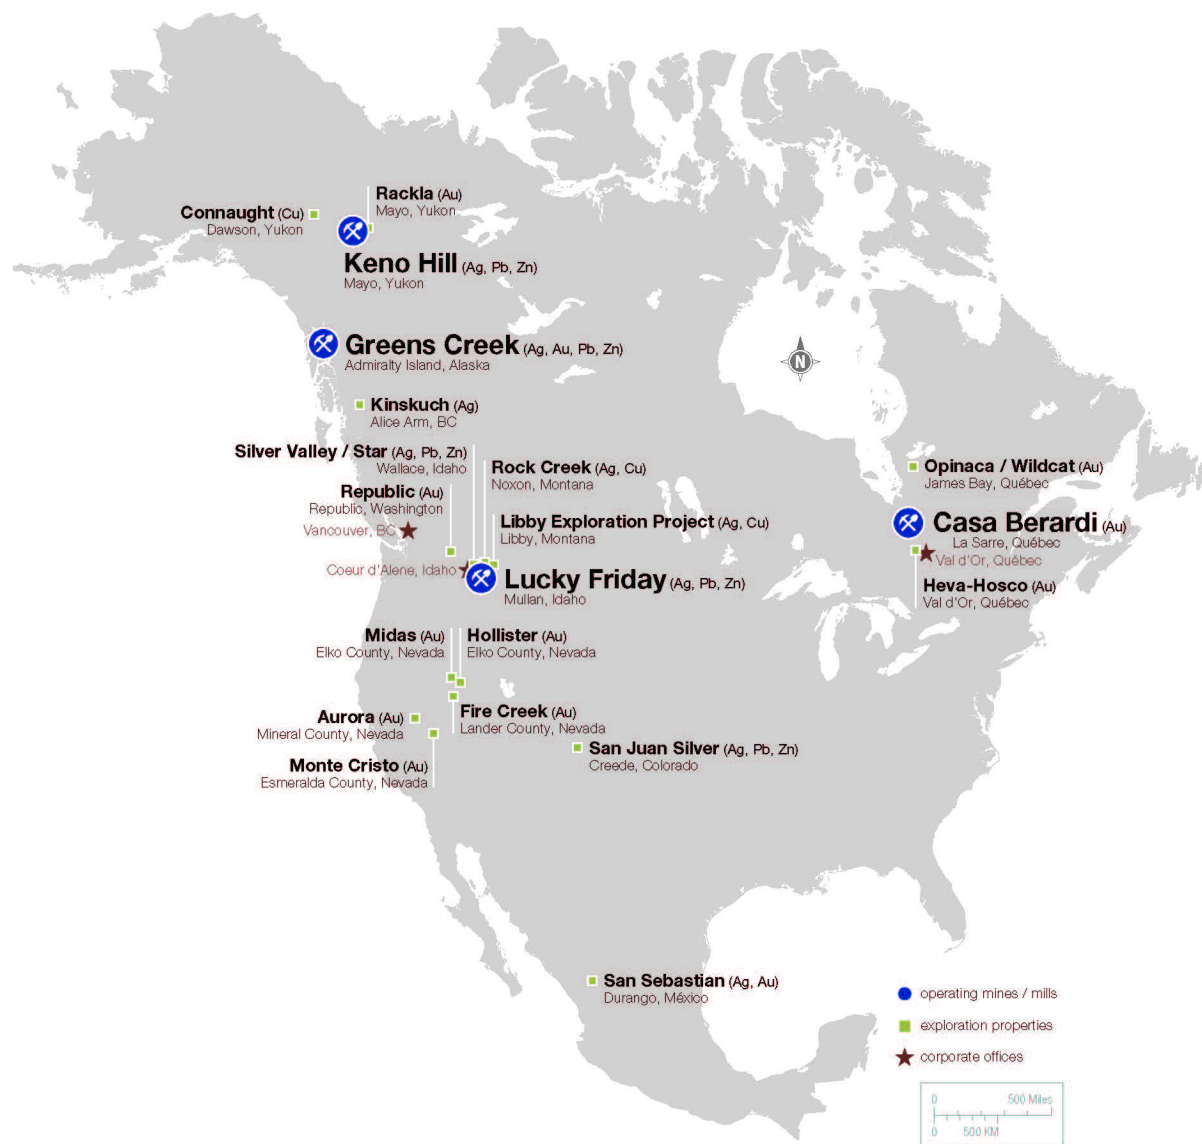 Rackla (Au)
Mayo, Yukon
Connaught (Cu)
Dawson, Yukon
Keno Hill (Ag, Pb, Zn)
Mayo, Yukon
Greens Creek (Ag, Au, Pb, Zn)
Admiralty Island, Alaska
N
Kinskuch (Ag)
Alice Arm, BC
Silver Valley / Star (Ag, Pb, Zn)
Wallace, Idaho
Rock Creek (Ag, Cu)
Noxon, Montana
Republic (Au)
Republic, Washington
Vancouver, BC
Libby Exploration Project (Ag, Cu)
Libby, Montana
Coeur d'Alene, Idaho
Lucky Friday (Ag, Pb, Zn)
Mullan, Idaho
Opinaca / Wildcat (Au)
James Bay, Québec
Casa Berardi (Au)
La Sarre, Québec
Val d'Or, Québec
Heva-Hosco (Au)
Val d'Or, Québec
Midas (Au)
Elko County, Nevada
Hollister (Au)
Elko County, Nevada
Fire Creek (Au)
Lander County, Nevada
Aurora (Au)
Mineral County, Nevada
Monte Cristo (Au)
Esmeralda County, Nevada
San Juan Silver (Ag, Pb, Zn)
Creede, Colorado
San Sebastian (Ag, Au)
Durango, México
operating mines / mills
exploration properties
corporate offices
0 500 Miles
0 500 KM